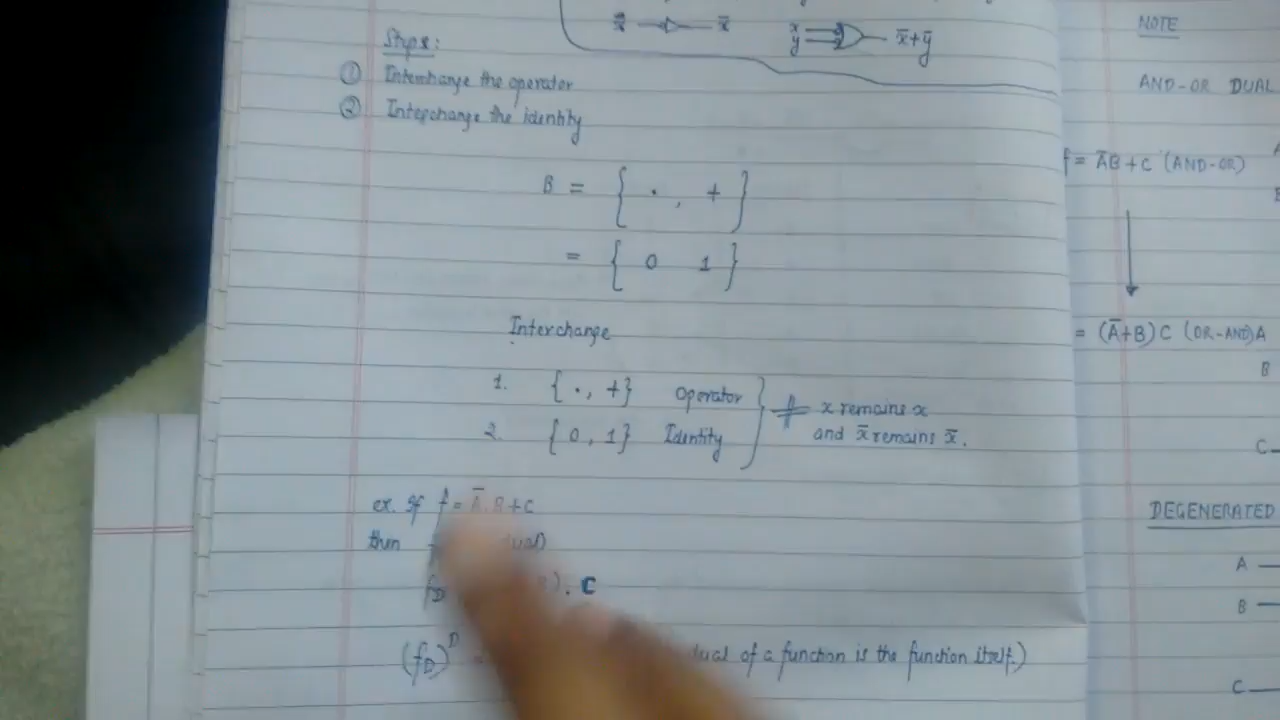 x̄ x̄ x y x̄+ȳ
Steps:
① Interchange the operator
② Interchange the identity
B = { · , + }
= { 0 1 }
Interchange
1. { ·, + } Operator
2. { 0, 1 } Identity
x remains x
and x̄ remains x̄.
ex. If f = Ā.B+C
then
f_D ). C
(f_D)^D = dual of a function is the function itself.)
NOTE
AND-OR DUAL
f = ĀB + C (AND-OR)
= (Ā+B)C (OR-AND) A
B
C
DEGENERATED
A
B
C